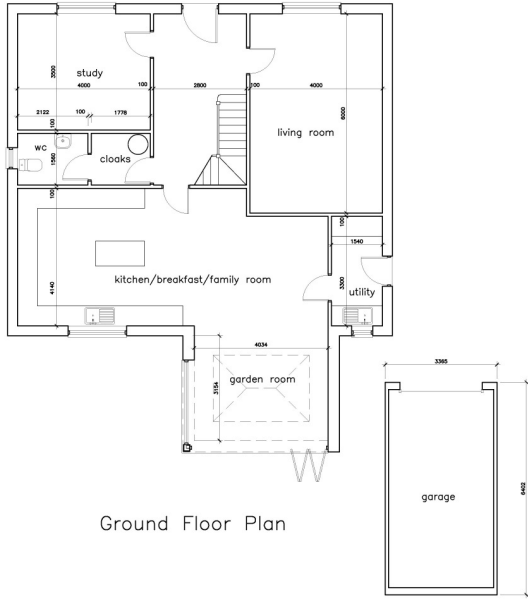 3500
study
4000
100
2800
100
4000
6000
2122
100
1778
100
living room
WC
1560
cloaks
100
100
1540
kitchen/breakfast/family room
4140
3300
utility
4034
3154
garden room
3365
6402
garage
Ground Floor Plan